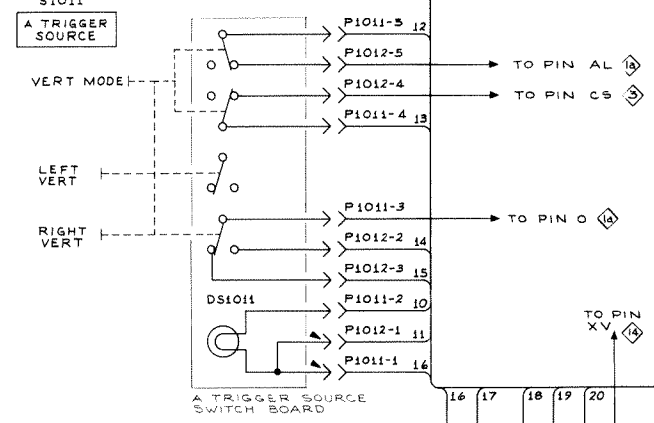 S1011
A TRIGGER
SOURCE
P1011-5 12
P1012-5 TO PIN AL 1a
VERT MODE
P1012-4 TO PIN CS 3
P1011-4 13
LEFT
VERT
P1011-3 TO PIN O 1a
RIGHT
VERT
P1012-2 14
P1012-3 15
DS1011
P1011-2 10
TO PIN
XV 14
P1012-1 11
P1011-1 16
A TRIGGER SOURCE
SWITCH BOARD
16 17 18 19 20